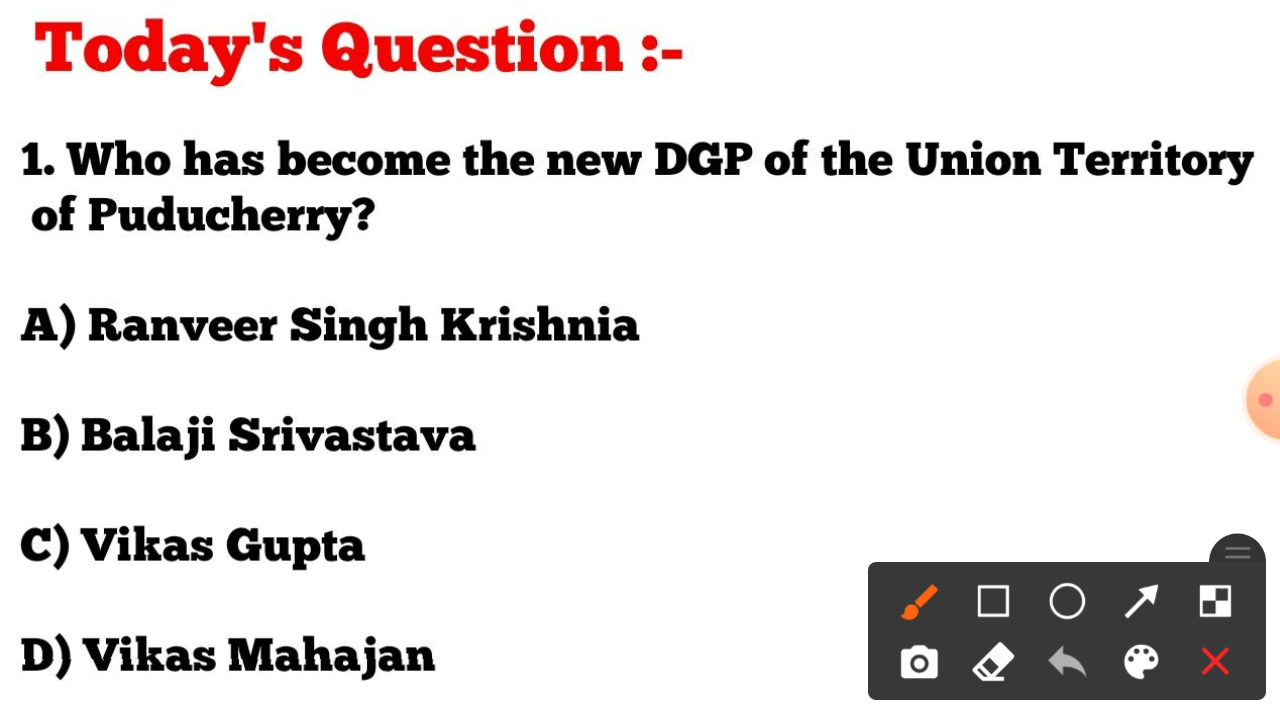 Today's Question :-
1. Who has become the new DGP of the Union Territory
of Puducherry?
A) Ranveer Singh Krishnia
B) Balaji Srivastava
C) Vikas Gupta
D) Vikas Mahajan